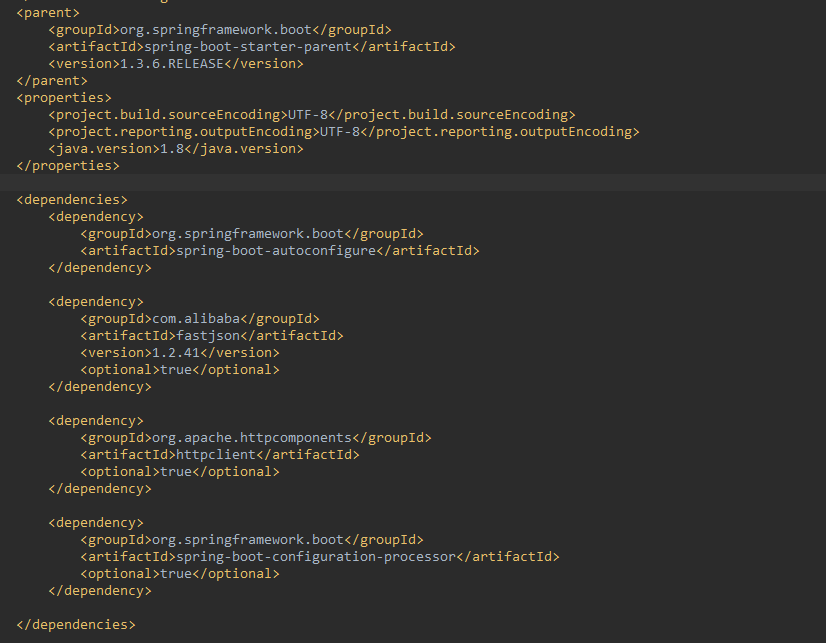 <parent>
    <groupId>org.springframework.boot</groupId>
    <artifactId>spring-boot-starter-parent</artifactId>
    <version>1.3.6.RELEASE</version>
</parent>
<properties>
    <project.build.sourceEncoding>UTF-8</project.build.sourceEncoding>
    <project.reporting.outputEncoding>UTF-8</project.reporting.outputEncoding>
    <java.version>1.8</java.version>
</properties>

<dependencies>
    <dependency>
        <groupId>org.springframework.boot</groupId>
        <artifactId>spring-boot-autoconfigure</artifactId>
    </dependency>

    <dependency>
        <groupId>com.alibaba</groupId>
        <artifactId>fastjson</artifactId>
        <version>1.2.41</version>
        <optional>true</optional>
    </dependency>

    <dependency>
        <groupId>org.apache.httpcomponents</groupId>
        <artifactId>httpclient</artifactId>
        <optional>true</optional>
    </dependency>

    <dependency>
        <groupId>org.springframework.boot</groupId>
        <artifactId>spring-boot-configuration-processor</artifactId>
        <optional>true</optional>
    </dependency>

</dependencies>